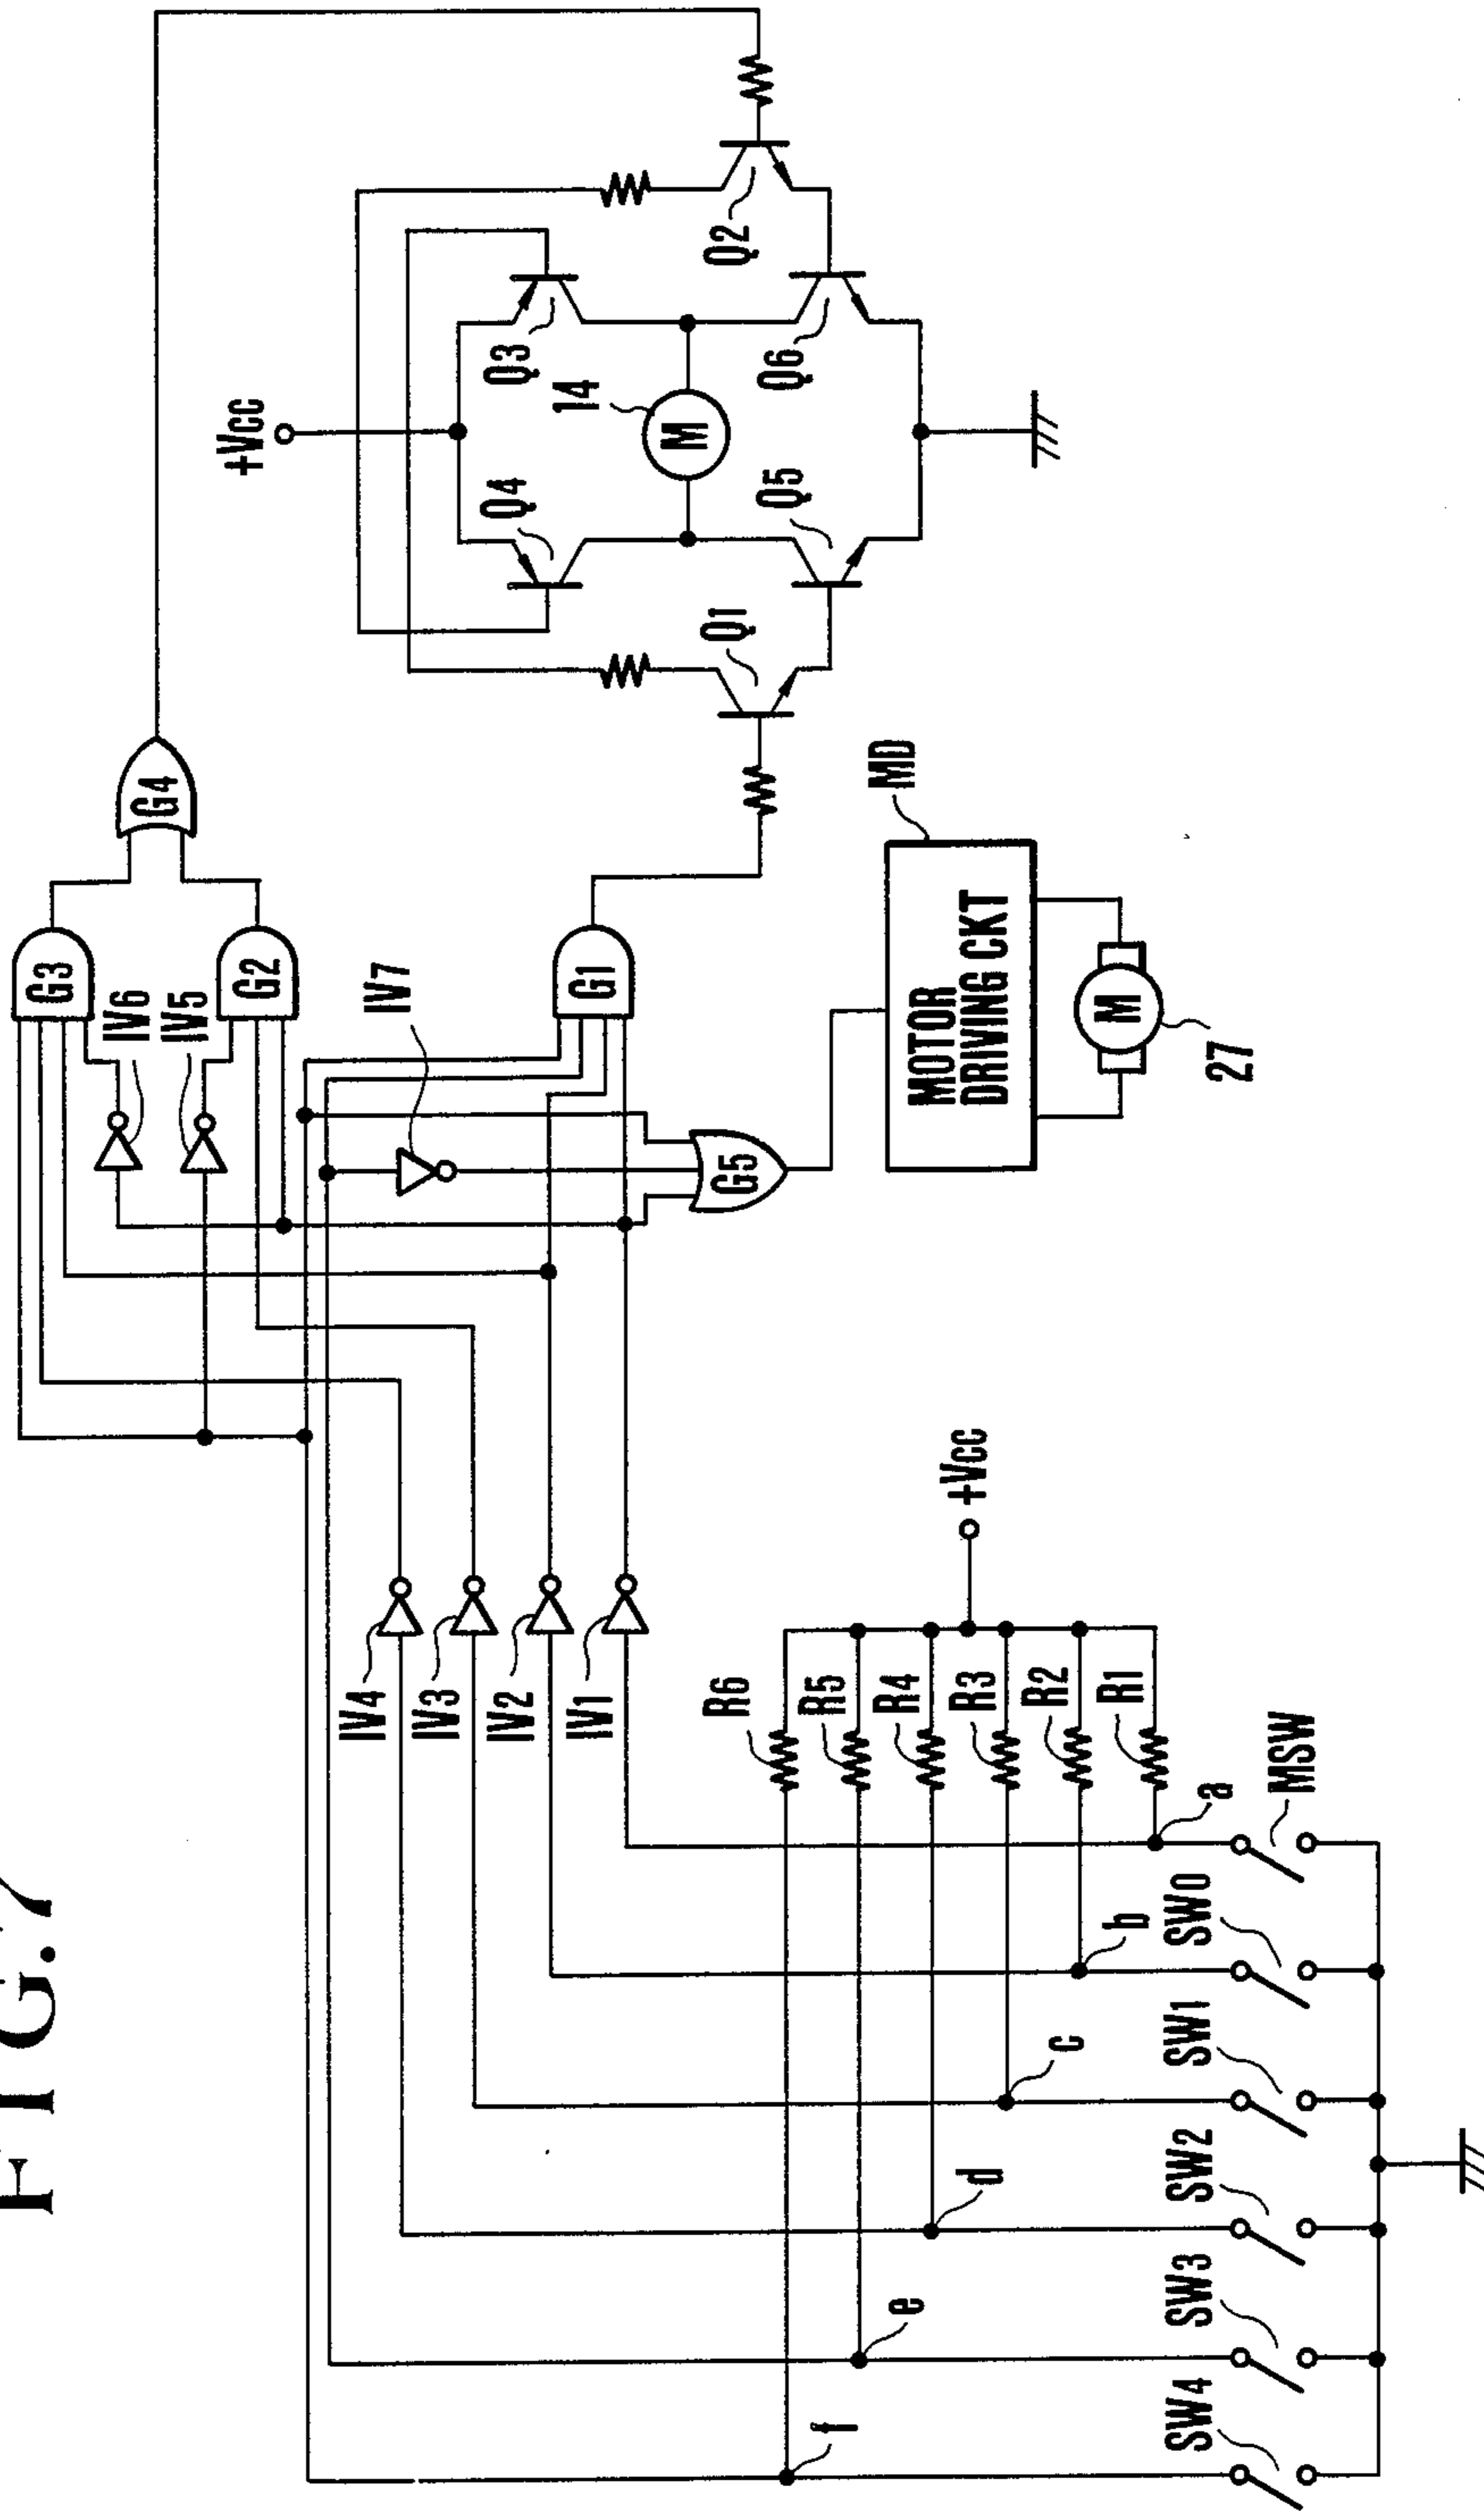 FIG.7
G3
IV6
IV5
G2
G4
IV7
G1
G5
+Vcc
Q4
Q3
14
M
Q1
Q5
Q6
Q2
MD
MOTOR
DRIVING CKT
M
27
IV4
IV3
IV2
IV1
+Vcc
R6
R5
R4
R3
R2
R1
f
e
d
c
b
a
SW4
SW3
SW2
SW1
SW0
MSW